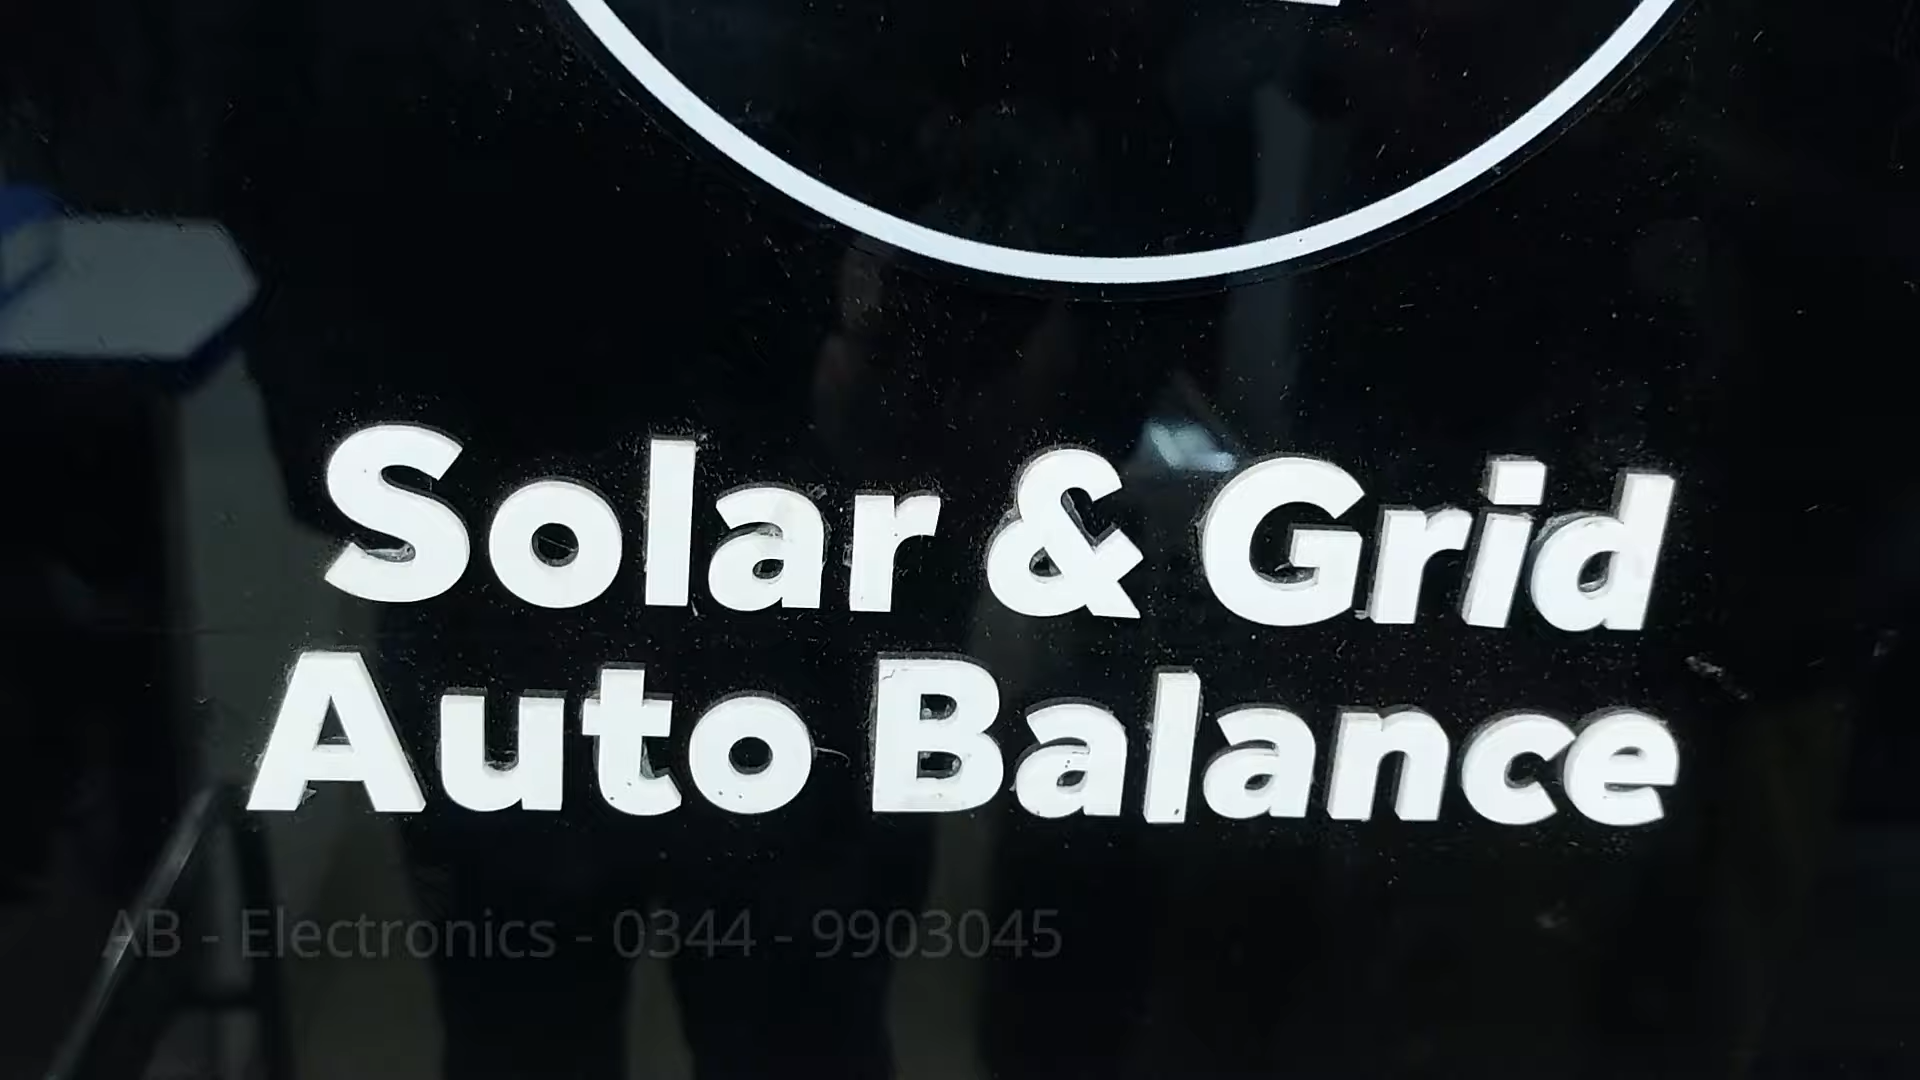 Solar & Grid
Auto Balance
AB - Electronics - 0344 - 9903045